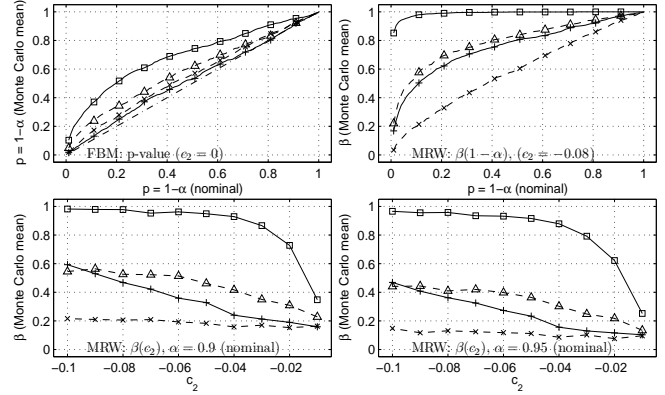 p = 1−α (Monte Carlo mean)
1
0.8
0.6
0.4
0.2
0
FBM: p-value (c₂ = 0)
0 0.2 0.4 0.6 0.8 1
p = 1−α (nominal)
β (Monte Carlo mean)
1
0.8
0.6
0.4
0.2
0
MRW: β(1 − α), (c₂ = −0.08)
0 0.2 0.4 0.6 0.8 1
p = 1−α (nominal)
β (Monte Carlo mean)
1
0.8
0.6
0.4
0.2
0
MRW: β(c₂), α = 0.9 (nominal)
−0.1 −0.08 −0.06 −0.04 −0.02
c₂
β (Monte Carlo mean)
1
0.8
0.6
0.4
0.2
0
MRW: β(c₂), α = 0.95 (nominal)
−0.1 −0.08 −0.06 −0.04 −0.02
c₂